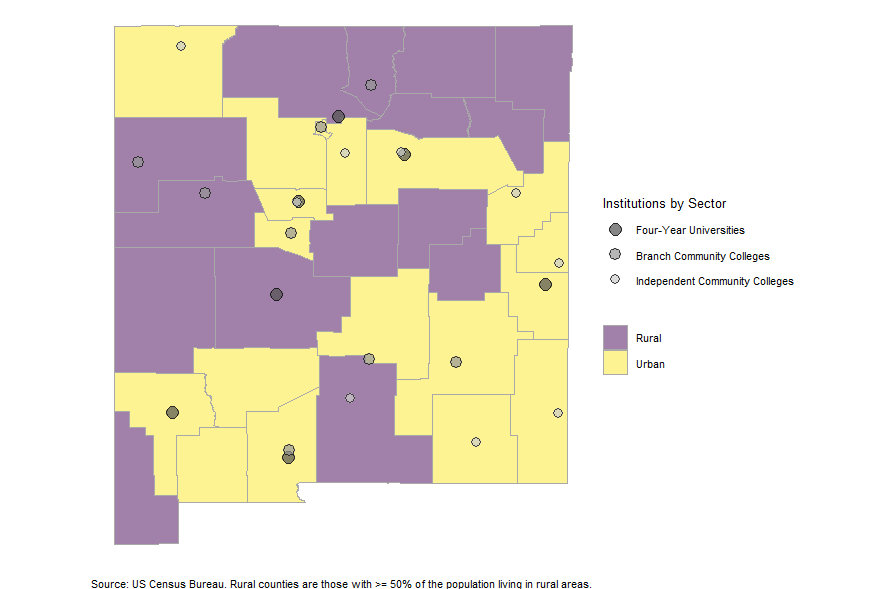 Institutions by Sector
Four-Year Universities
Branch Community Colleges
Independent Community Colleges
Rural
Urban
Source: US Census Bureau. Rural counties are those with >= 50% of the population living in rural areas.